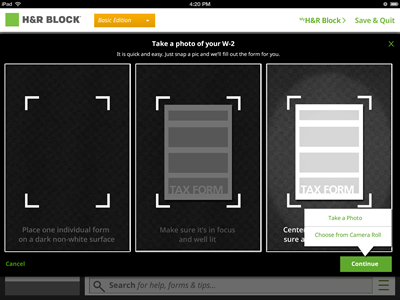 iPad
4:20 PM
H&R BLOCK
Basic Edition
My H&R Block >
Save & Quit
Take a photo of your W-2
It is quick and easy. Just snap a pic and we'll fill out the form for you.
Place one individual form
on a dark non-white surface
TAX FORM
Make sure it's in focus
and well lit
TAX FORM
Center
sure a
Take a Photo
Choose from Camera Roll
Cancel
Continue
Search for help, forms & tips...